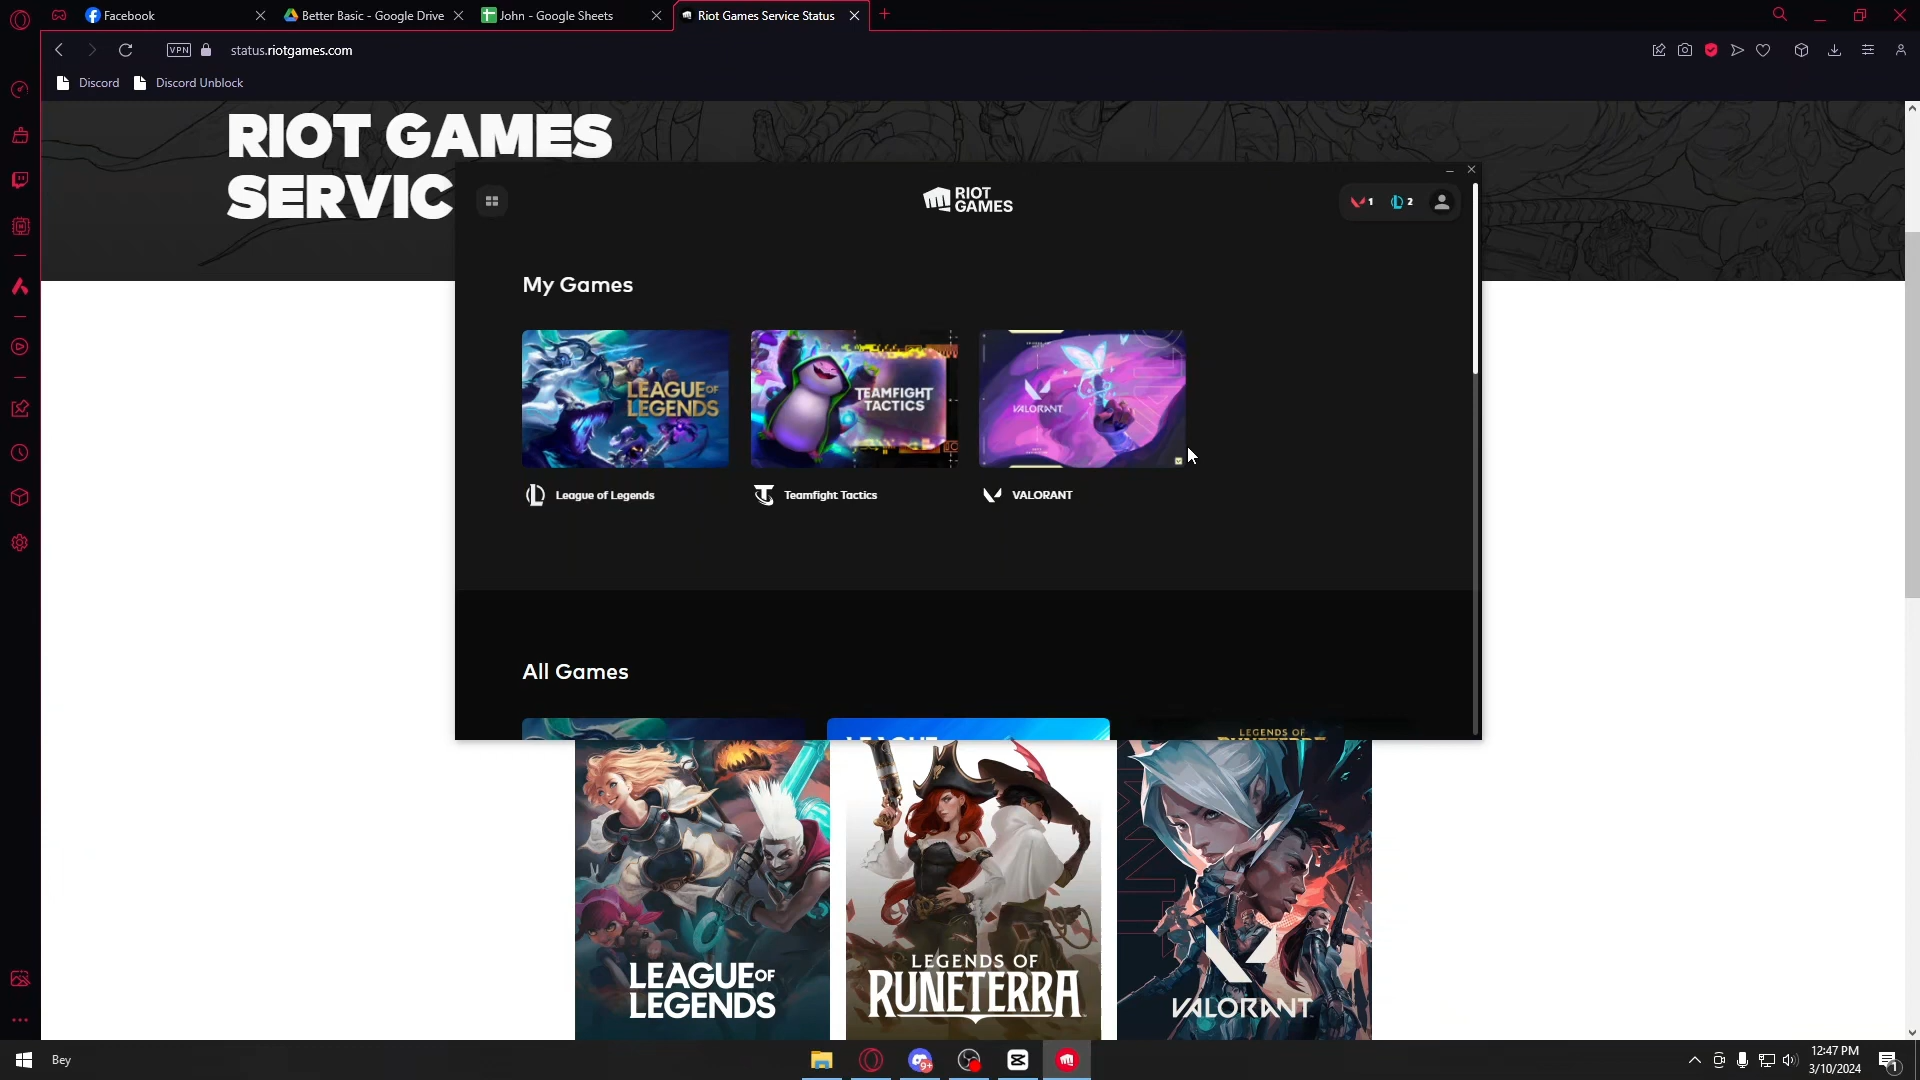 Facebook
Better Basic - Google Drive
John - Google Sheets
Riot Games Service Status
VPN
status.riotgames.com
Discord
Discord Unblock
RIOT GAMES
SERVIC
RIOT
GAMES
1
2
My Games
LEAGUE OF
LEGENDS
TEAMFIGHT
TACTICS
VALORANT
League of Legends
Teamfight Tactics
VALORANT
All Games
LEGENDS OF
LEAGUE OF
LEGENDS
LEGENDS OF
RUNETERRA
VALORANT
Bey
9+
12:47 PM
3/10/2024
1